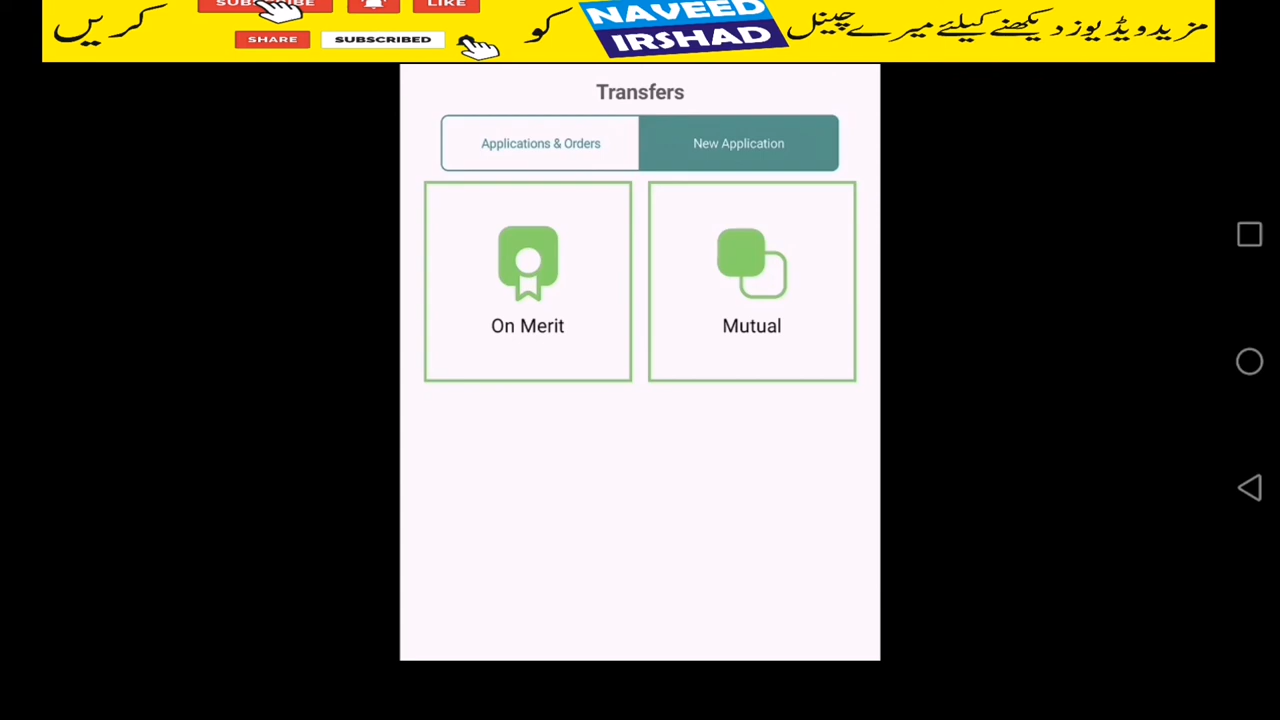 مزید ویڈیوز دیکھنے کیلئے میرے چینل NAVEED IRSHAD کو SUBSCRIBE LIKE کریں
SHARE SUBSCRIBED
Transfers
Applications & Orders New Application
On Merit Mutual